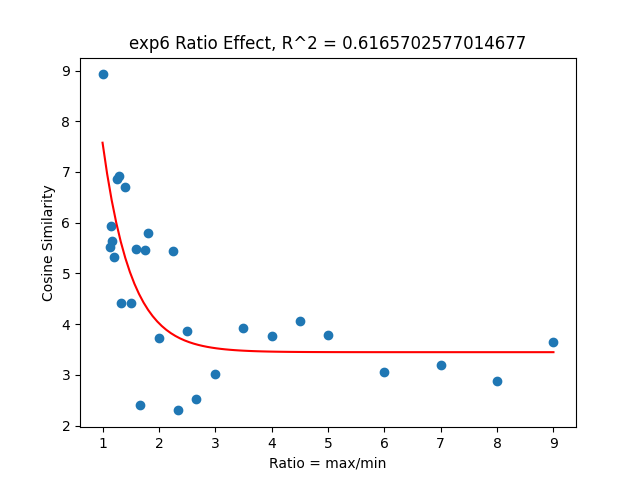 exp6 Ratio Effect, R^2 = 0.6165702577014677
9
8
7
6
5
4
3
2
Cosine Similarity
1 2 3 4 5 6 7 8 9
Ratio = max/min